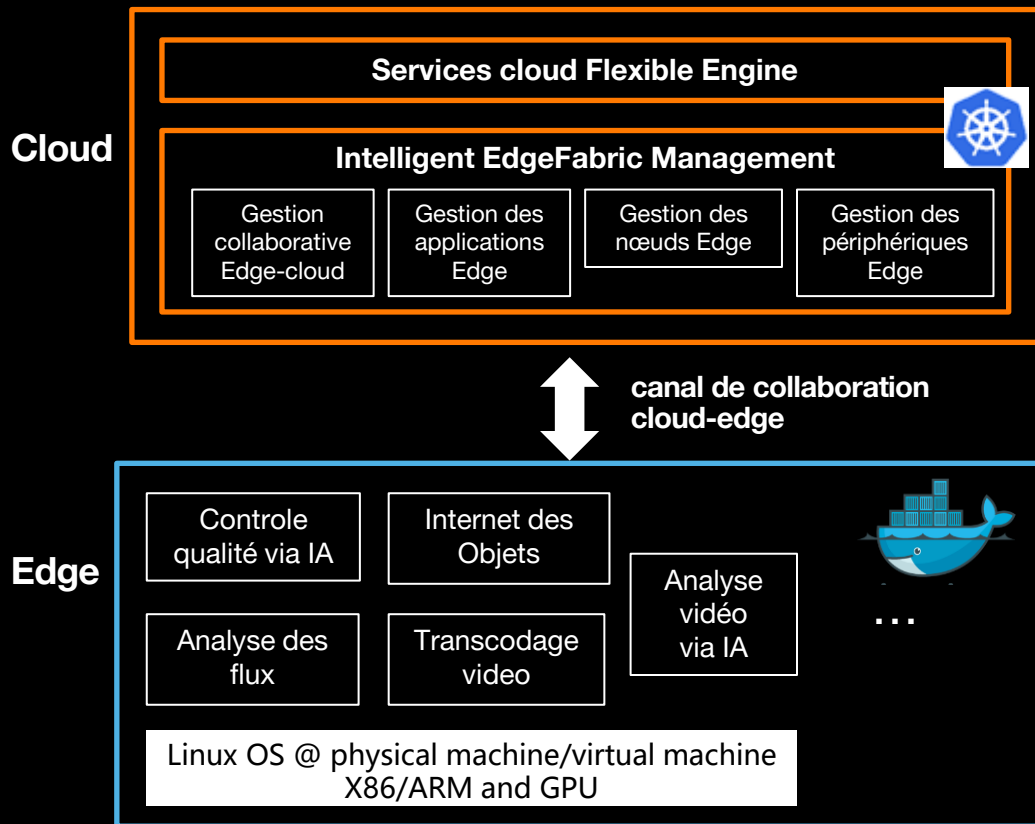 Services cloud Flexible Engine
Cloud
Intelligent EdgeFabric Management
Gestion
collaborative
Edge-cloud
Gestion des
applications
Edge
Gestion des
nœuds Edge
Gestion des
périphériques
Edge
canal de collaboration
cloud-edge
Edge
Controle
qualité via IA
Internet des
Objets
Analyse
vidéo
via IA
Analyse des
flux
Transcodage
video
...
Linux OS @ physical machine/virtual machine
X86/ARM and GPU